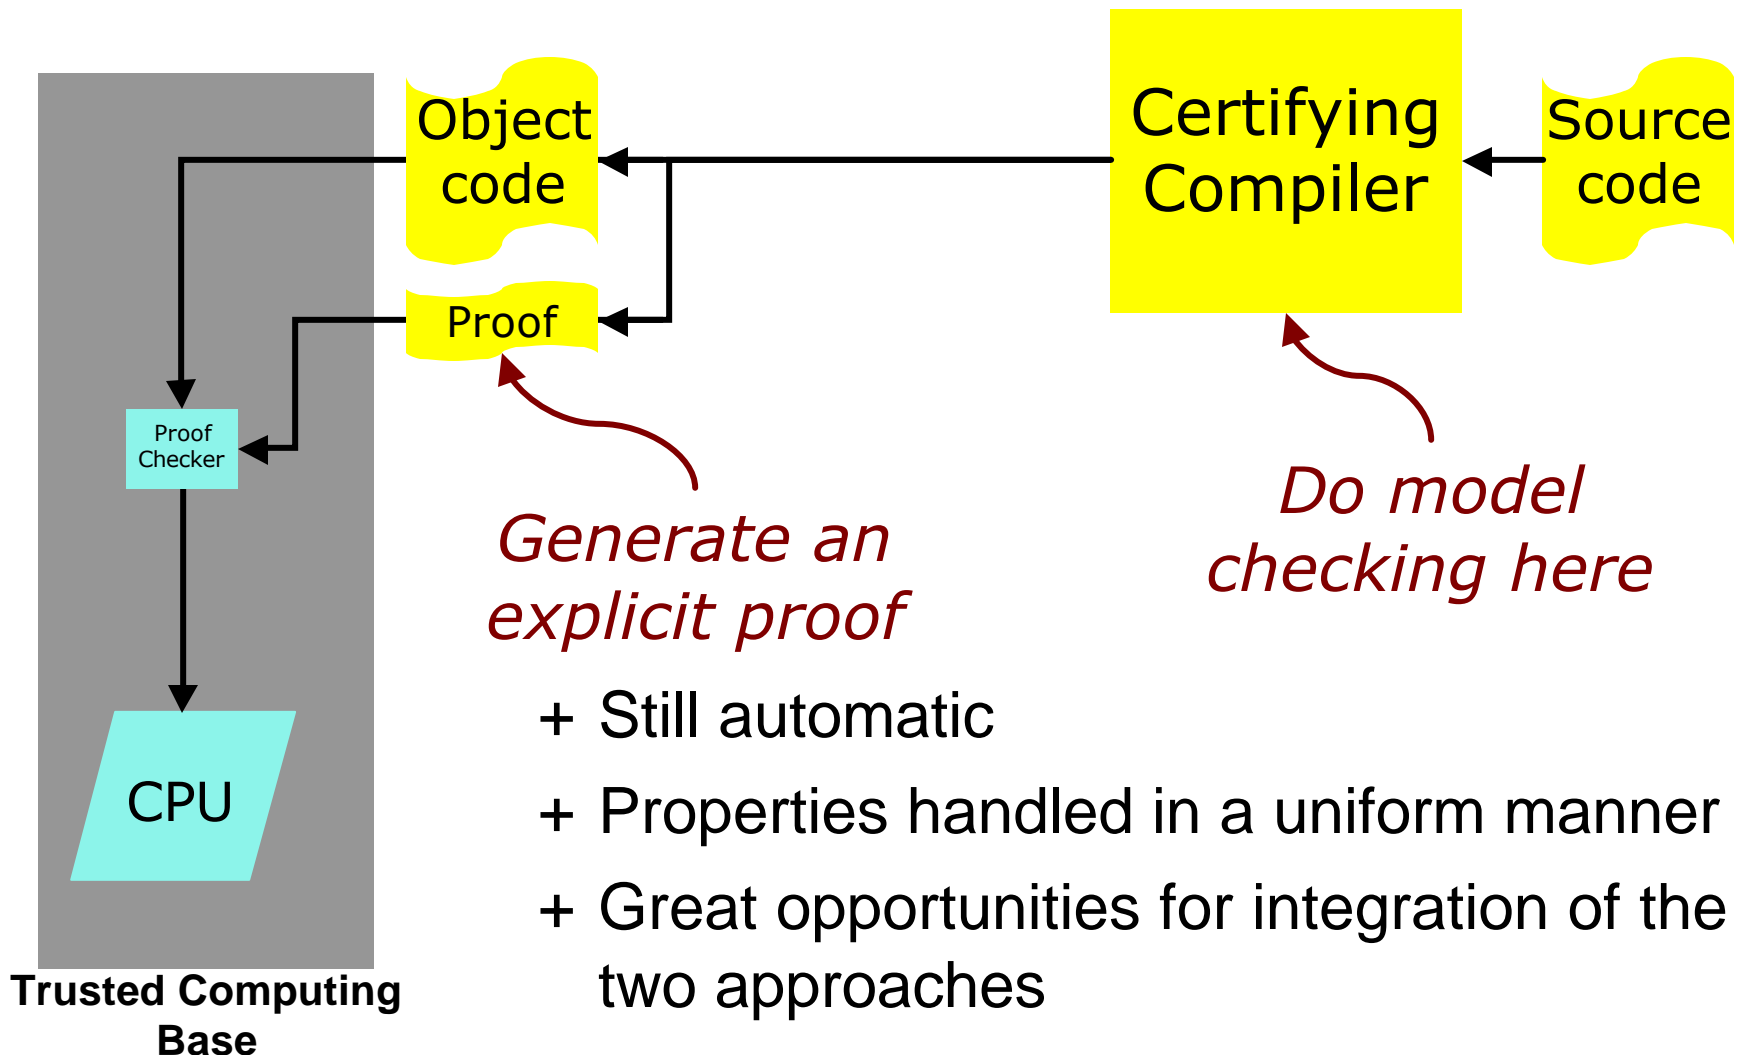 Object
code
Certifying
Compiler
Source
code
Proof
Proof
Checker
Generate an
explicit proof
Do model
checking here
CPU
+ Still automatic
+ Properties handled in a uniform manner
+ Great opportunities for integration of the
two approaches
Trusted Computing
Base